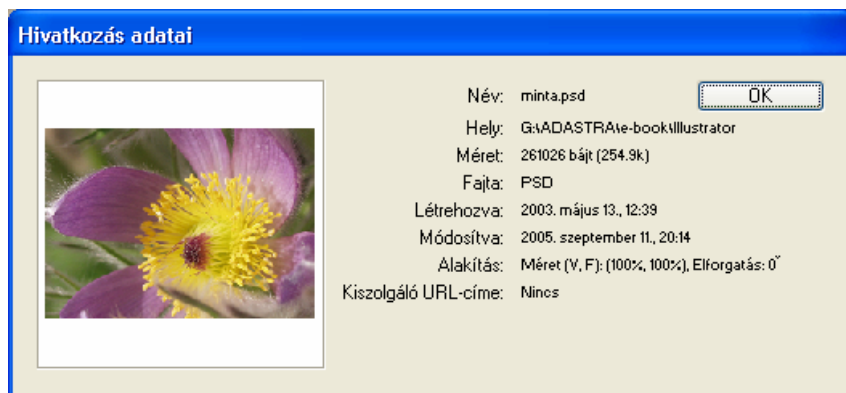 Hivatkozás adatai
Név: minta.psd
OK
Hely: G:\ADASTRA\e-book\Illustrator
Méret: 261026 bájt (254.9k)
Fajta: PSD
Létrehozva: 2003. május 13., 12:39
Módosítva: 2005. szeptember 11., 20:14
Alakítás: Méret (V, F): (100%, 100%), Elforgatás: 0˚
Kiszolgáló URL-címe: Nincs